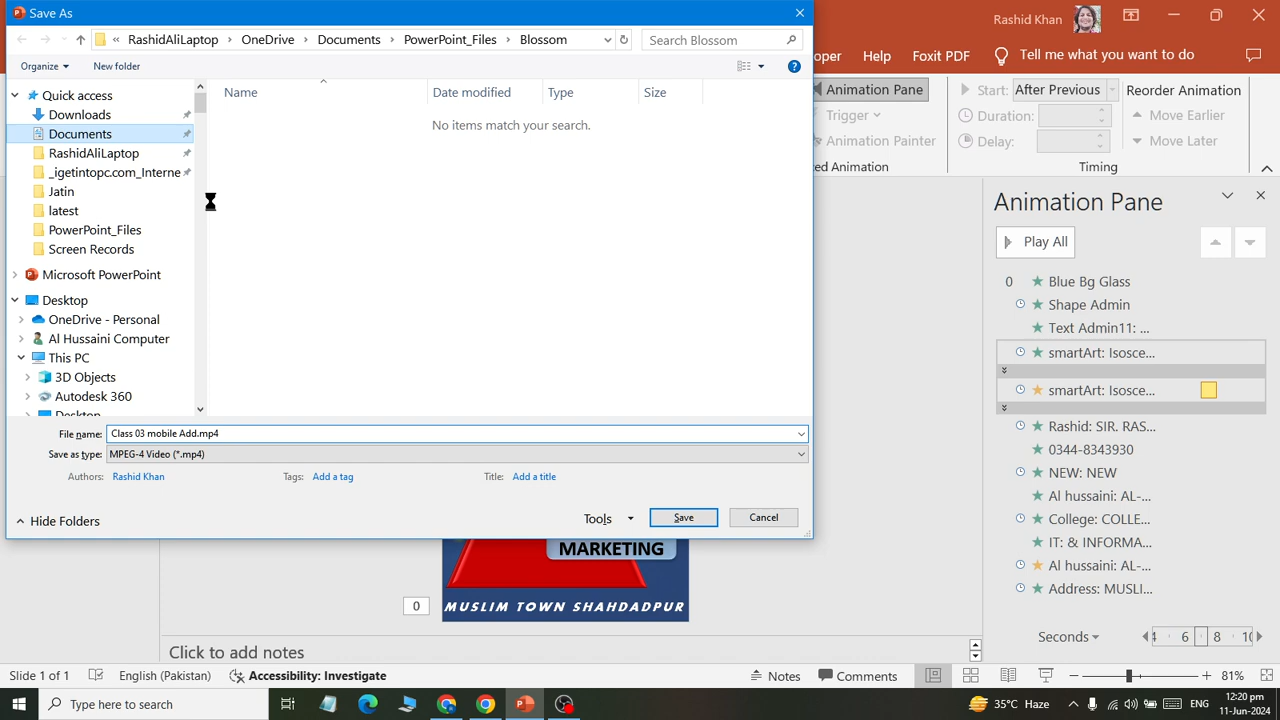 Save As
Rashid Khan
« RashidAliLaptop > OneDrive > Documents > PowerPoint_Files > Blossom
Search Blossom
oper
Help
Foxit PDF
Tell me what you want to do
Organize
New folder
Name
Date modified
Type
Size
No items match your search.
Quick access
Downloads
Documents
RashidAliLaptop
_igetintopc.com_Interne
Jatin
latest
PowerPoint_Files
Screen Records
Microsoft PowerPoint
Desktop
OneDrive - Personal
Al Hussaini Computer
This PC
3D Objects
Autodesk 360
Desktop
File name: Class 03 mobile Add.mp4
Save as type: MPEG-4 Video (*.mp4)
Authors: Rashid Khan
Tags: Add a tag
Title: Add a title
Hide Folders
Tools
Save
Cancel
Animation Pane
Trigger
Animation Painter
ced Animation
Start: After Previous
Duration:
Delay:
Timing
Reorder Animation
Move Earlier
Move Later
Animation Pane
Play All
0 Blue Bg Glass
Shape Admin
Text Admin11: ...
smartArt: Isosce...
smartArt: Isosce...
Rashid: SIR. RAS...
0344-8343930
NEW: NEW
Al hussaini: AL-...
College: COLLE...
IT: & INFORMA...
Al hussaini: AL-...
Address: MUSLI...
Seconds
4 6 8 10
MARKETING
0
MUSLIM TOWN SHAHDADPUR
Click to add notes
Slide 1 of 1
English (Pakistan)
Accessibility: Investigate
Notes
Comments
81%
Type here to search
35°C Haze
ENG
12:20 pm
11-Jun-2024